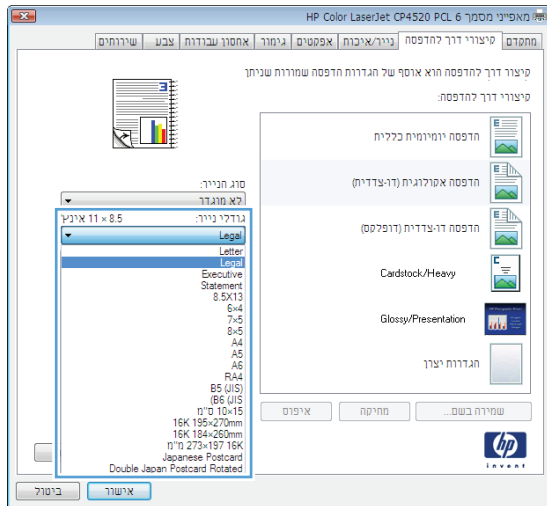 מאפייני מסמך HP Color LaserJet CP4520 PCL 6
מתקדם
קיצורי דרך להדפסה
נייר/איכות
אפקטים
גימור
אחסון עבודות
צבע
שירותים
קיצור דרך להדפסה הוא אוסף של הגדרות הדפסה שמורות שניתן
קיצורי דרך להדפסה:
הדפסה יומיומית כללית
הדפסה אקולוגית (דו-צדדית)
הדפסה דו-צדדית (דופלקס)
Cardstock/Heavy
Glossy/Presentation
הגדרות יצרן
שמירה בשם...
מחיקה
איפוס
סוג הנייר:
לא מוגדר
גודלי נייר:
8.5 × 11 אינץ'
Legal
Letter
Legal
Executive
Statement
8.5X13
6×4
7×5
8×5
A4
A5
A6
RA4
B5 (JIS)
(B6 (JIS
10×15 ס"מ
16K 195×270mm
16K 184×260mm
16K 197×273 מ"מ
Japanese Postcard
Double Japan Postcard Rotated
hp
invent
אישור
ביטול